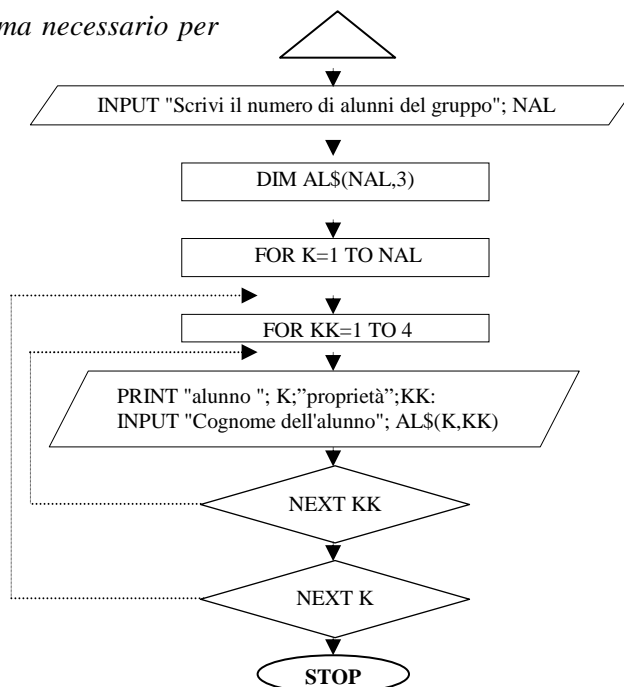 ma necessario per
INPUT "Scrivi il numero di alunni del gruppo"; NAL
DIM AL$(NAL,3)
FOR K=1 TO NAL
FOR KK=1 TO 4
PRINT "alunno "; K;"proprietà";KK:
INPUT "Cognome dell'alunno"; AL$(K,KK)
NEXT KK
NEXT K
STOP